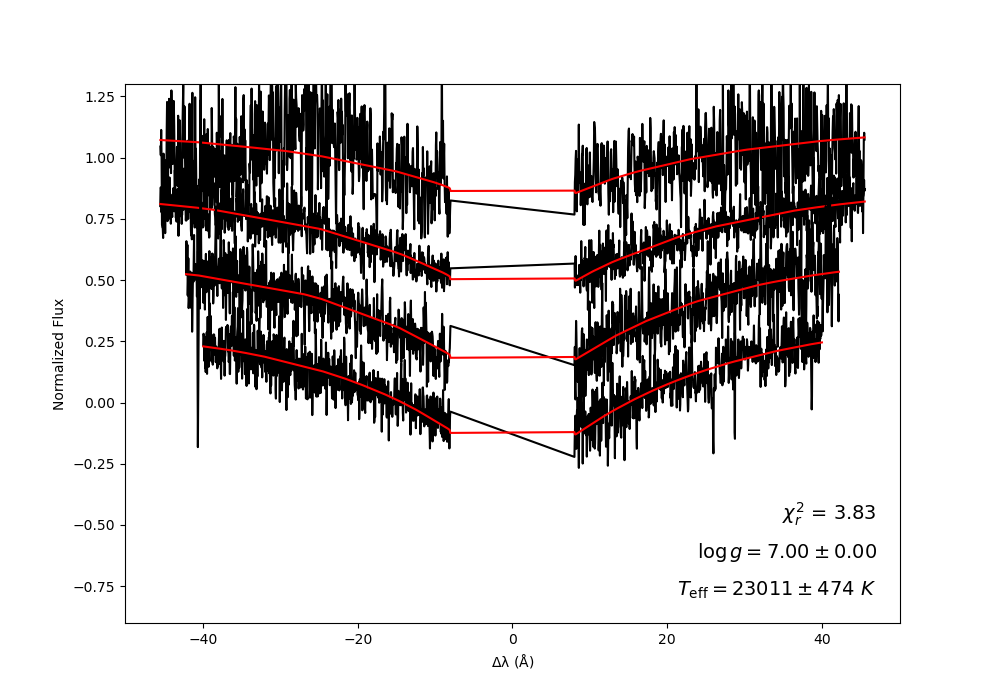 1.25
1.00
0.75
0.50
0.25
0.00
−0.25
−0.50
−0.75
Normalized Flux
χ²ᵣ = 3.83
log g = 7.00 ± 0.00
T_eff = 23011 ± 474 K
−40
−20
0
20
40
Δλ (Å)